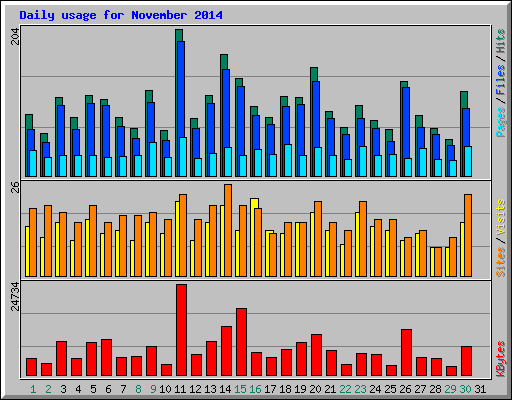 Daily usage for November 2014
204
Pages / Files / Hits
26
Sites / Visits
24734
KBytes
1 2 3 4 5 6 7 8 9 10 11 12 13 14 15 16 17 18 19 20 21 22 23 24 25 26 27 28 29 30 31